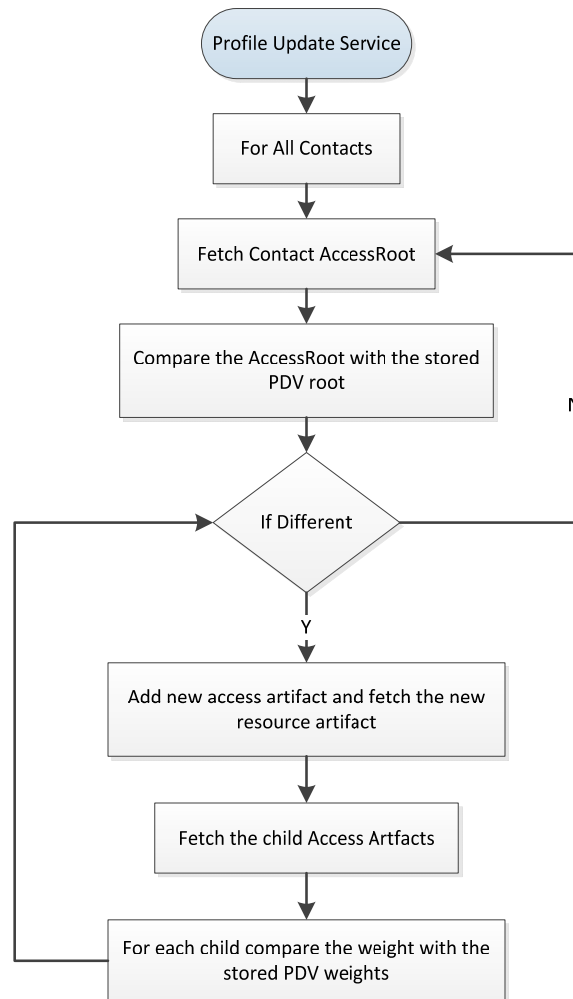 Profile Update Service
For All Contacts
Fetch Contact AccessRoot
Compare the AccessRoot with the stored
PDV root
If Different
Y
Add new access artifact and fetch the new
resource artifact
Fetch the child Access Artfacts
For each child compare the weight with the
stored PDV weights